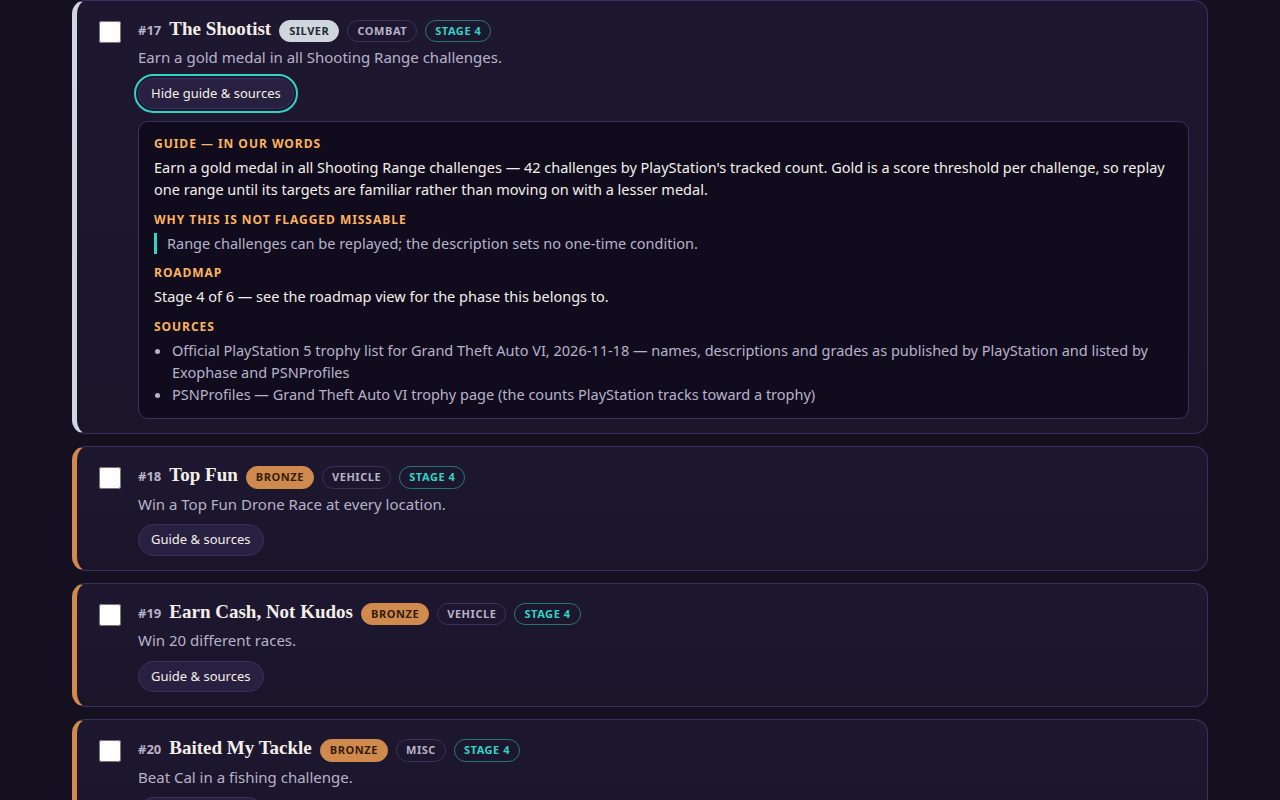 #17 The Shootist SILVER COMBAT STAGE 4
Earn a gold medal in all Shooting Range challenges.
Hide guide & sources
GUIDE — IN OUR WORDS
Earn a gold medal in all Shooting Range challenges — 42 challenges by PlayStation's tracked count. Gold is a score threshold per challenge, so replay
one range until its targets are familiar rather than moving on with a lesser medal.
WHY THIS IS NOT FLAGGED MISSABLE
Range challenges can be replayed; the description sets no one-time condition.
ROADMAP
Stage 4 of 6 — see the roadmap view for the phase this belongs to.
SOURCES
• Official PlayStation 5 trophy list for Grand Theft Auto VI, 2026-11-18 — names, descriptions and grades as published by PlayStation and listed by
Exophase and PSNProfiles
• PSNProfiles — Grand Theft Auto VI trophy page (the counts PlayStation tracks toward a trophy)
#18 Top Fun BRONZE VEHICLE STAGE 4
Win a Top Fun Drone Race at every location.
Guide & sources
#19 Earn Cash, Not Kudos BRONZE VEHICLE STAGE 4
Win 20 different races.
Guide & sources
#20 Baited My Tackle BRONZE MISC STAGE 4
Beat Cal in a fishing challenge.